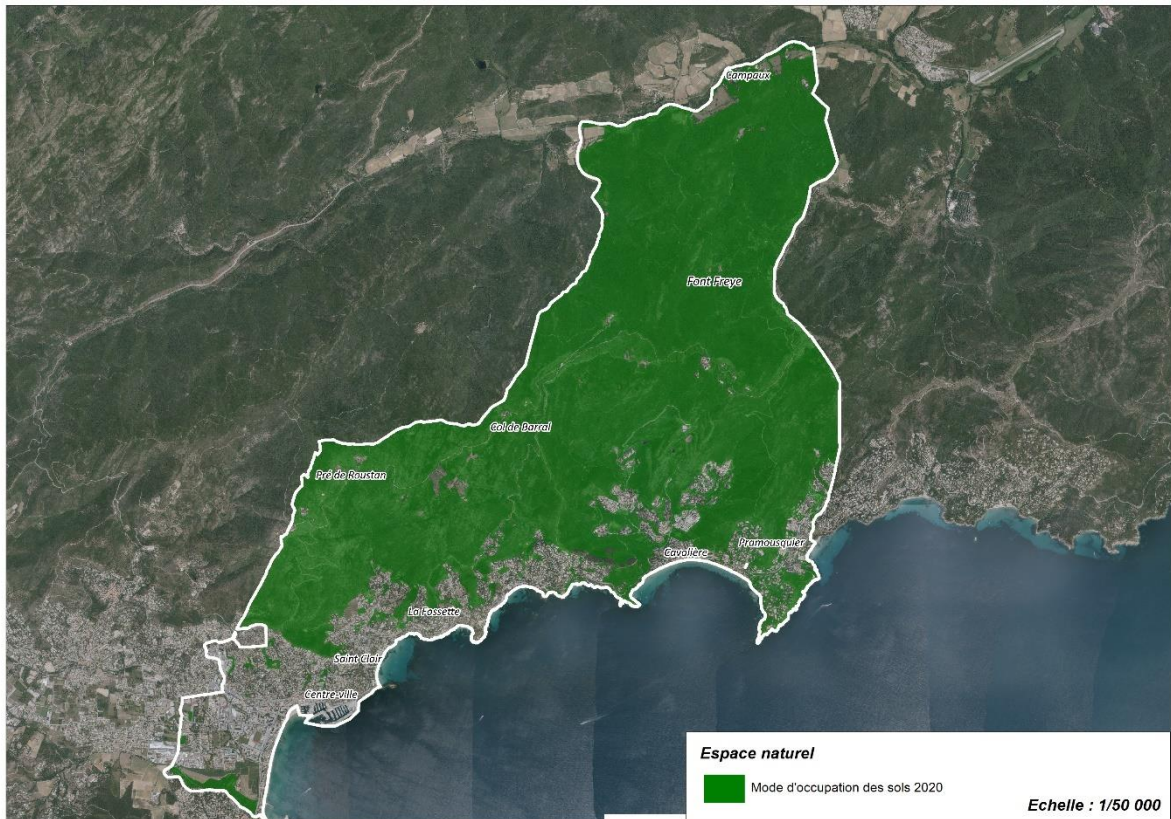 Campaux
Font Freye
Col de Barral
Pré de Roustan
Pramousquier
Cavalière
La Fossette
Saint Clair
Centre-ville
Espace naturel
Mode d'occupation des sols 2020
Echelle : 1/50 000